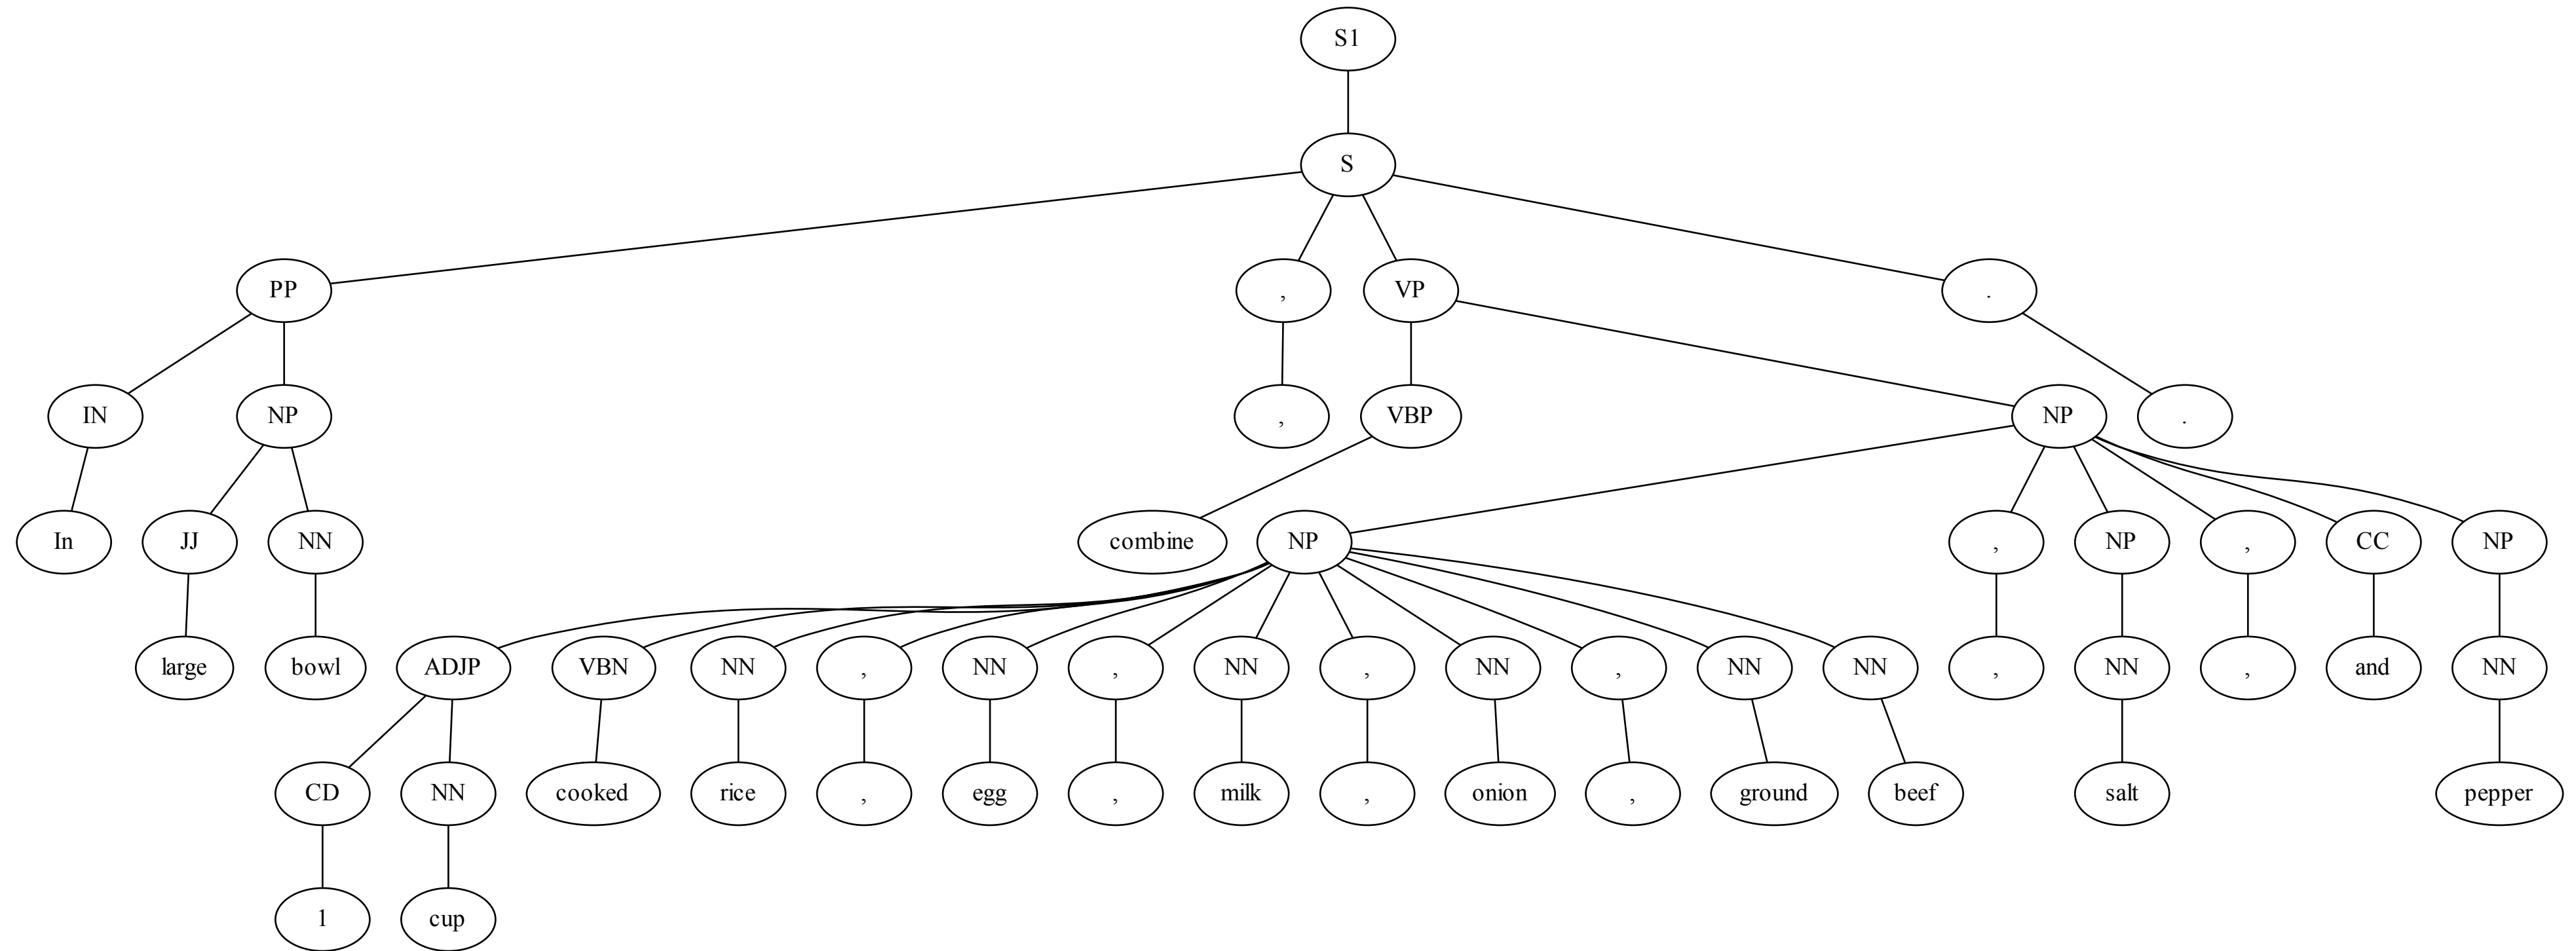 S1
S
PP , VP .
IN NP , VBP NP .
In JJ NN combine NP , NP , CC NP
large bowl ADJP VBN NN , NN , NN , NN , NN NN , NN , and NN
CD NN cooked rice , egg , milk , onion , ground beef salt pepper
1 cup